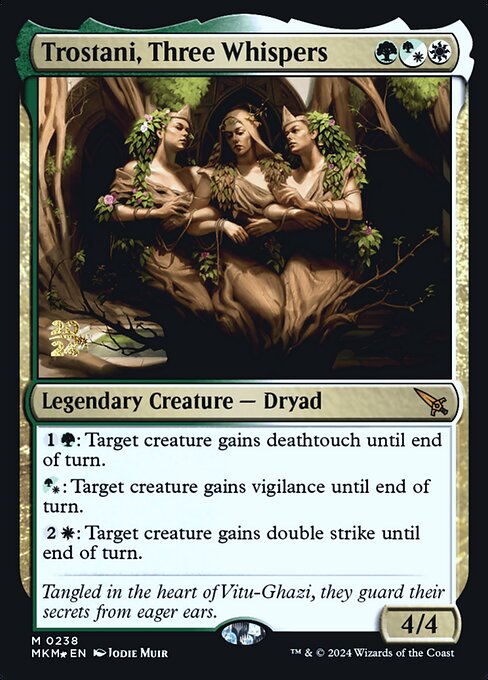 Trostani, Three Whispers
Legendary Creature — Dryad
1 : Target creature gains deathtouch until end
of turn.
: Target creature gains vigilance until end of
turn.
2 : Target creature gains double strike until
end of turn.
Tangled in the heart of Vitu-Ghazi, they guard their
secrets from eager ears.
4/4
M 0238
MKM★EN Jodie Muir
™ & © 2024 Wizards of the Coast